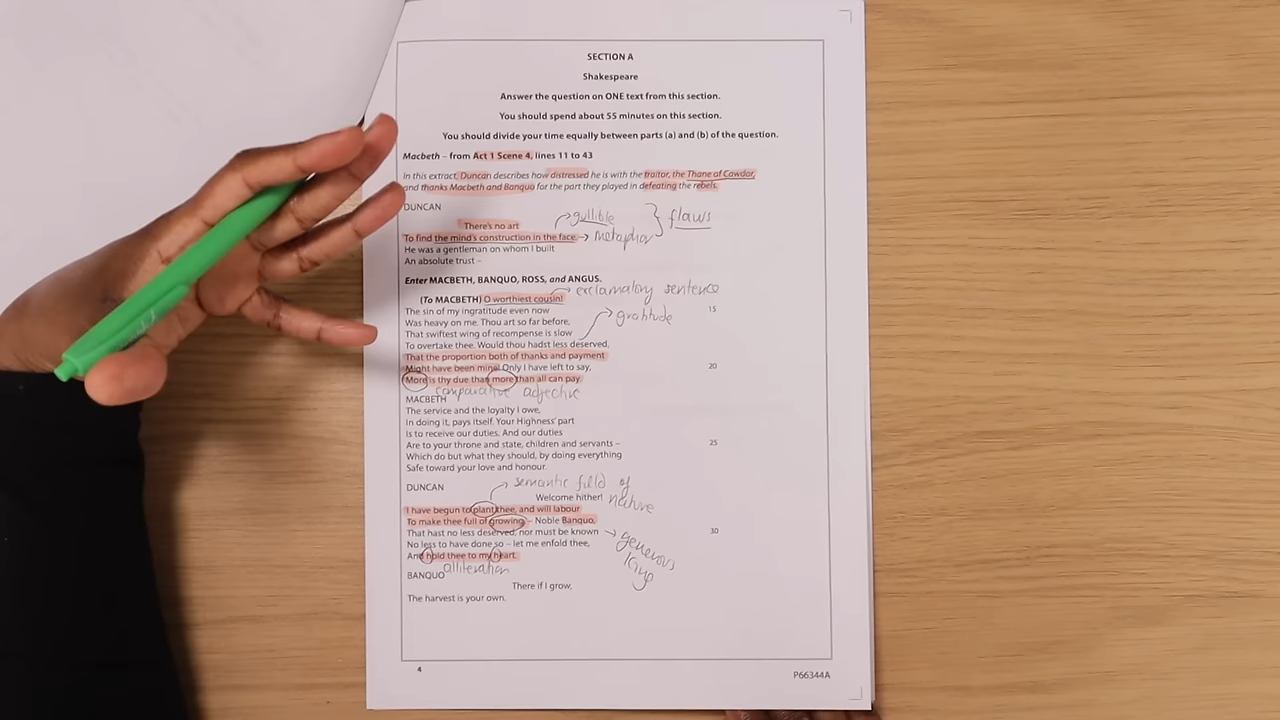 SECTION A
Shakespeare
Answer the question on ONE text from this section.
You should spend about 55 minutes on this section.
You should divide your time equally between parts (a) and (b) of the question.
Macbeth – from Act 1 Scene 4, lines 11 to 43
In this extract, Duncan describes how distressed he is with the traitor, the Thane of Cawdor,
and thanks Macbeth and Banquo for the part they played in defeating the rebels.
DUNCAN
gullible
flaws
There's no art
To find the mind's construction in the face. → metaphor
He was a gentleman on whom I built
An absolute trust –
Enter MACBETH, BANQUO, ROSS, and ANGUS.
exclamatory sentence
(To MACBETH) O worthiest cousin!
The sin of my ingratitude even now 15
gratitude
Was heavy on me. Thou art so far before,
That swiftest wing of recompense is slow
To overtake thee. Would thou hadst less deserved,
That the proportion both of thanks and payment
Might have been mine! Only I have left to say, 20
More is thy due than more than all can pay.
comparative adjective
MACBETH
The service and the loyalty I owe,
In doing it, pays itself. Your Highness' part
Is to receive our duties. And our duties
Are to your throne and state, children and servants – 25
Which do but what they should, by doing everything
Safe toward your love and honour.
semantic field of
nature
DUNCAN
Welcome hither!
I have begun to plant thee, and will labour
To make thee full of growing. – Noble Banquo,
That hast no less deserved, nor must be known 30
generous
king
No less to have done so – let me enfold thee,
And hold thee to my heart.
alliteration
BANQUO
There if I grow,
The harvest is your own.
4
P66344A